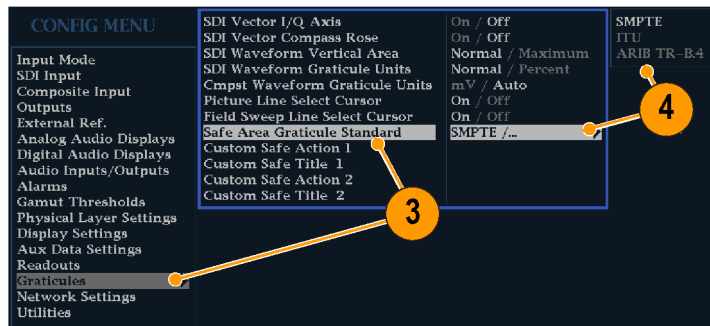 CONFIG MENU
Input Mode
SDI Input
Composite Input
Outputs
External Ref.
Analog Audio Displays
Digital Audio Displays
Audio Inputs/Outputs
Alarms
Gamut Thresholds
Physical Layer Settings
Display Settings
Aux Data Settings
Readouts
Graticules
Network Settings
Utilities
SDI Vector I/Q Axis On / Off
SDI Vector Compass Rose On / Off
SDI Waveform Vertical Area Normal / Maximum
SDI Waveform Graticule Units Normal / Percent
Cmpst Waveform Graticule Units mV / Auto
Picture Line Select Cursor On / Off
Field Sweep Line Select Cursor On / Off
Safe Area Graticule Standard SMPTE /...
Custom Safe Action 1
Custom Safe Title 1
Custom Safe Action 2
Custom Safe Title 2
SMPTE
ITU
ARIB TR-B.4
3
4